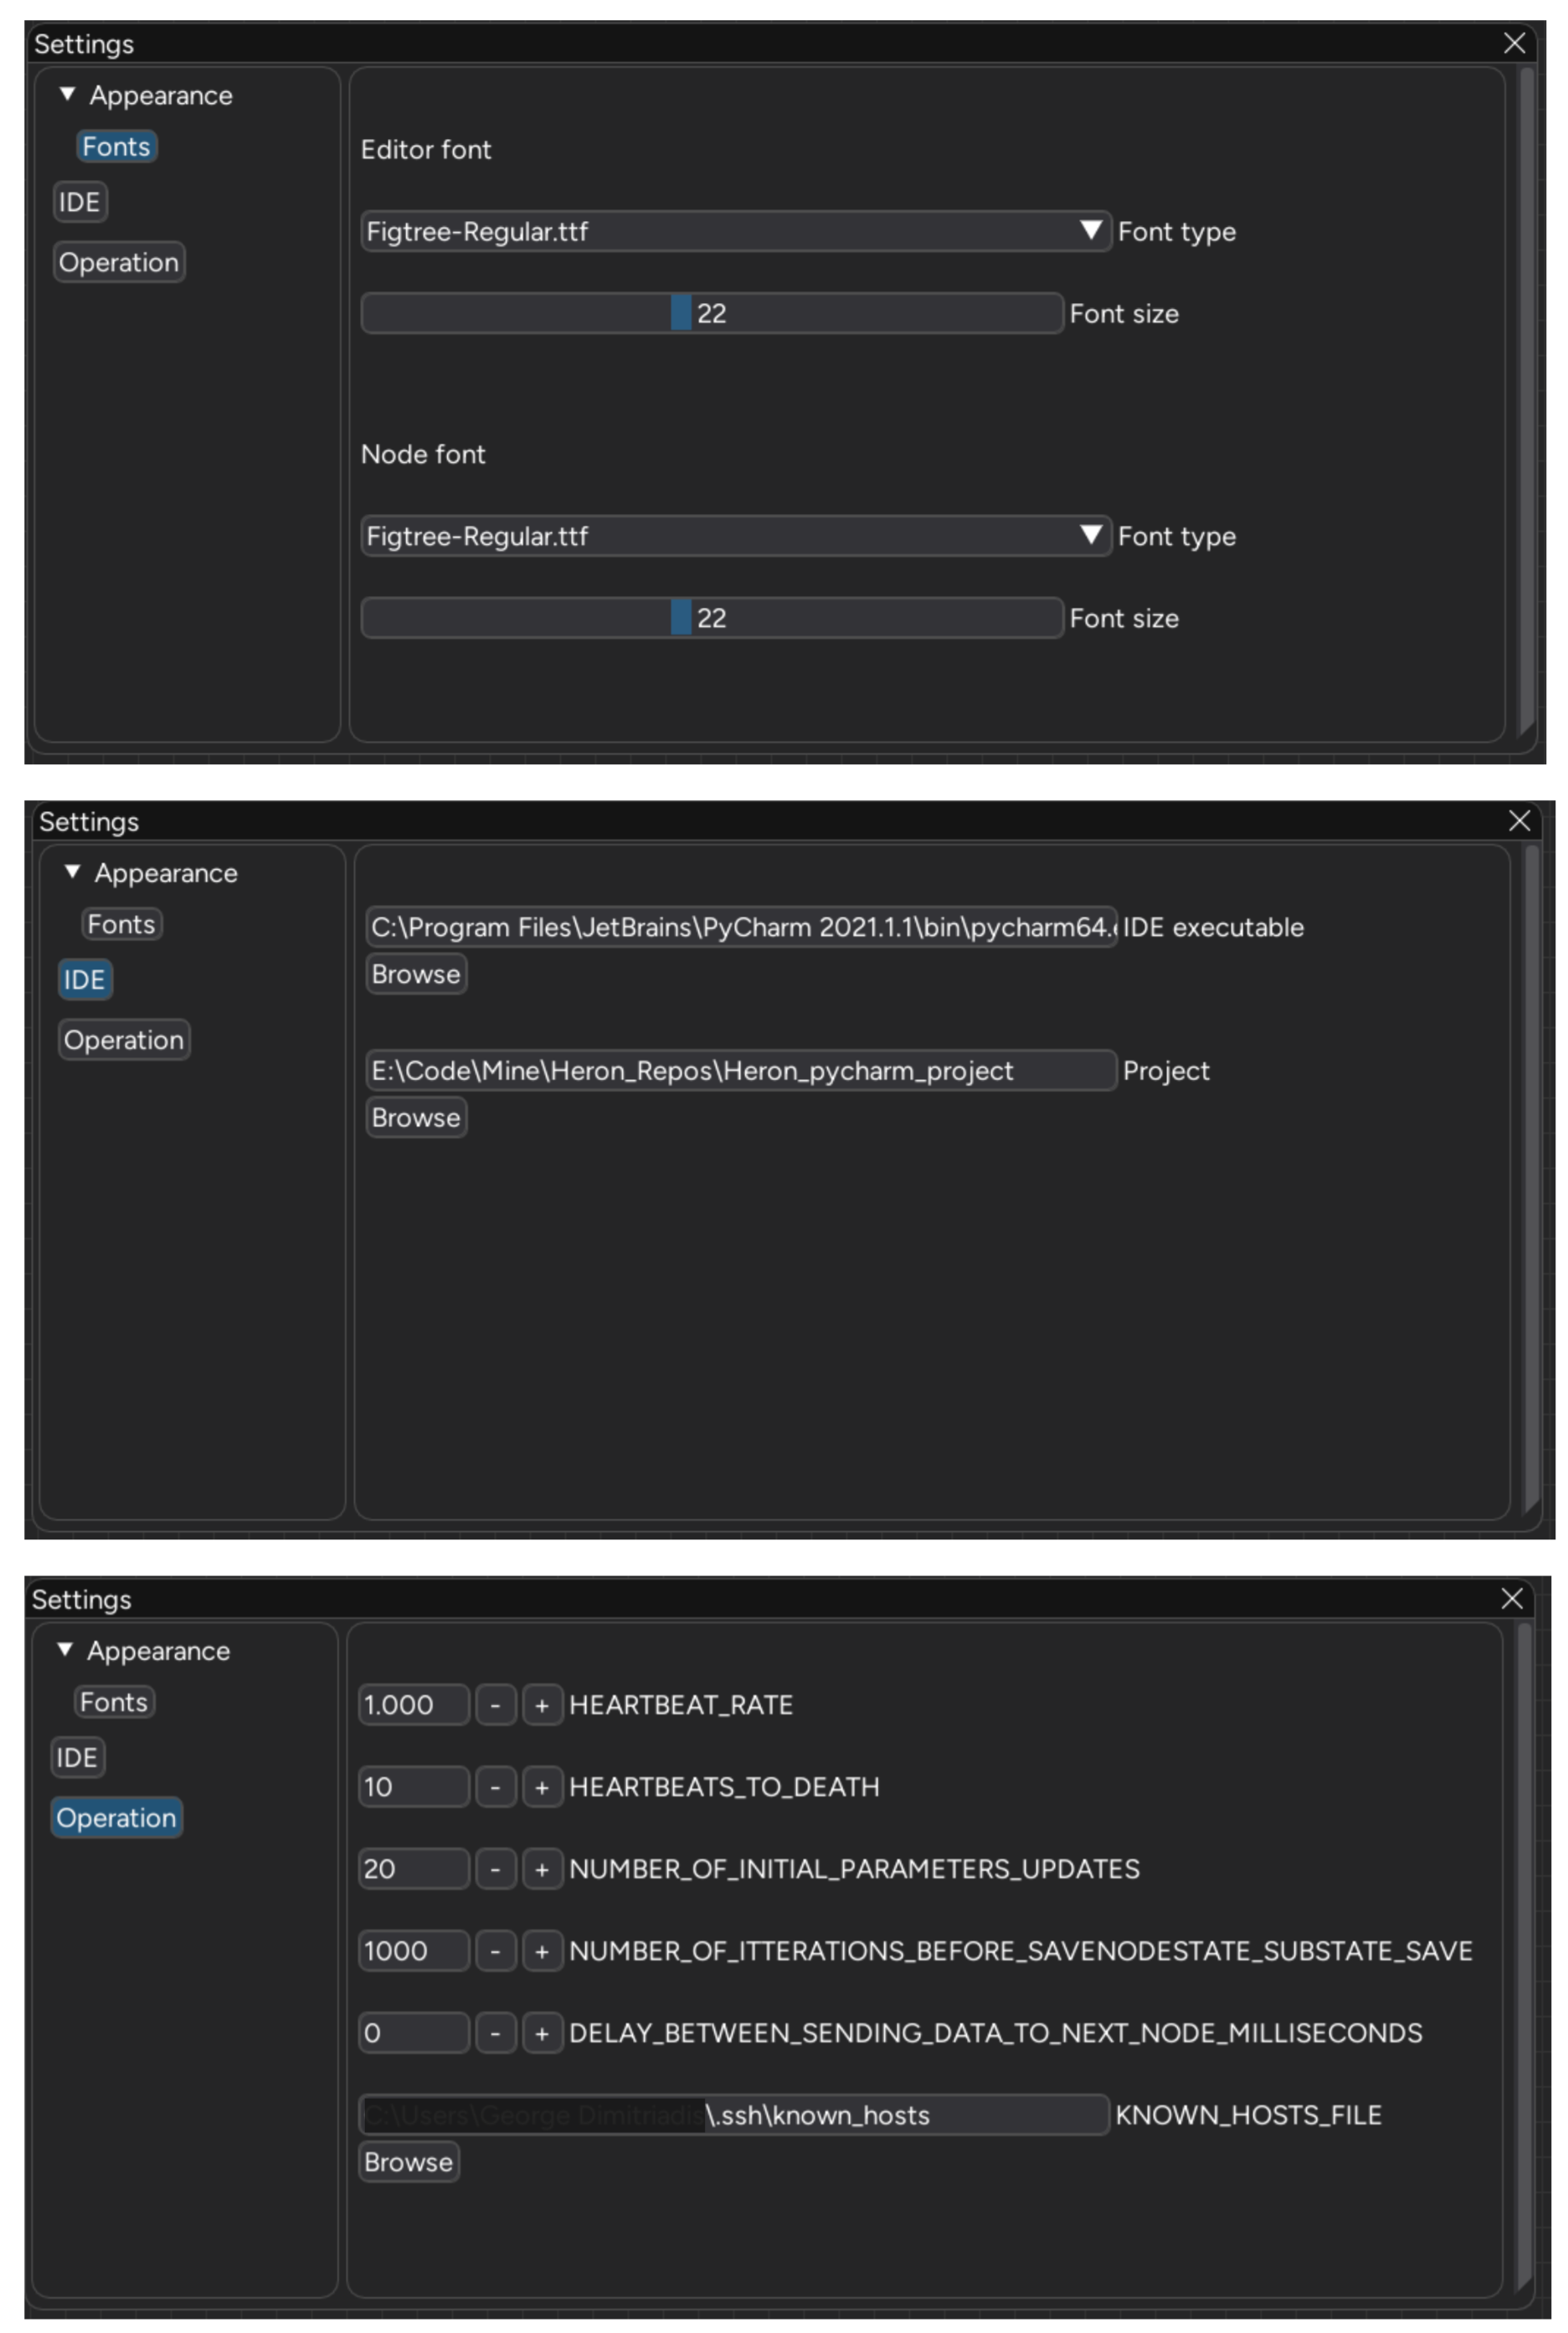 Settings
Appearance
Fonts
IDE
Operation
Editor font
Figtree-Regular.ttf Font type
22 Font size
Node font
Figtree-Regular.ttf Font type
22 Font size
Settings
Appearance
Fonts
IDE
Operation
C:\Program Files\JetBrains\PyCharm 2021.1.1\bin\pycharm64. IDE executable
Browse
E:\Code\Mine\Heron_Repos\Heron_pycharm_project Project
Browse
Settings
Appearance
Fonts
IDE
Operation
1.000 - + HEARTBEAT_RATE
10 - + HEARTBEATS_TO_DEATH
20 - + NUMBER_OF_INITIAL_PARAMETERS_UPDATES
1000 - + NUMBER_OF_ITTERATIONS_BEFORE_SAVENODESTATE_SUBSTATE_SAVE
0 - + DELAY_BETWEEN_SENDING_DATA_TO_NEXT_NODE_MILLISECONDS
C:\Users\George Dimitriadis\.ssh\known_hosts KNOWN_HOSTS_FILE
Browse